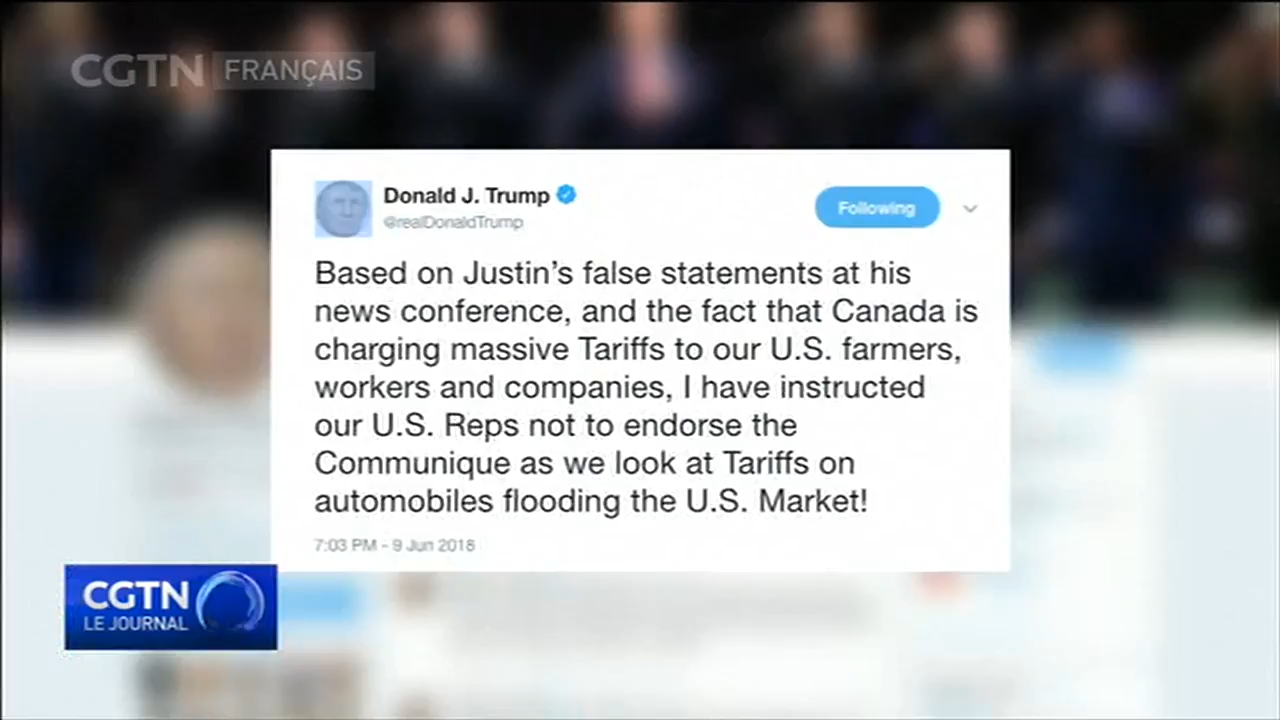 CGTN FRANÇAIS
Donald J. Trump
@realDonaldTrump
Following
Based on Justin’s false statements at his
news conference, and the fact that Canada is
charging massive Tariffs to our U.S. farmers,
workers and companies, I have instructed
our U.S. Reps not to endorse the
Communique as we look at Tariffs on
automobiles flooding the U.S. Market!
7:03 PM - 9 Jun 2018
CGTN
LE JOURNAL